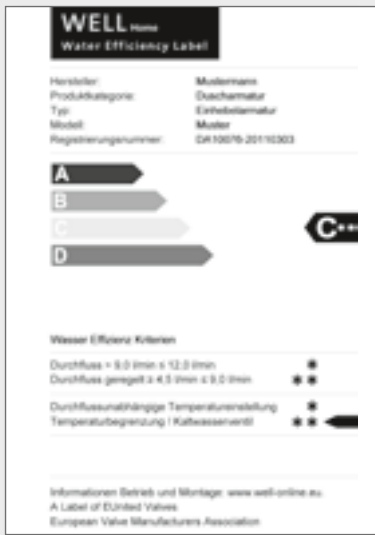 WELL Home
Water Efficiency Label
Hersteller: Mustermann
Produktkategorie: Duscharmatur
Typ: Einhebelarmatur
Modell: Muster
Registrierungsnummer: DA10076-20110303
A
B
C
D
C***
Wasser Effizienz Kriterien
Durchfluss > 9,0 l/min ≤ 12,0 l/min *
Durchfluss geregelt ≥ 4,5 l/min ≤ 9,0 l/min **
Durchflussunabhängige Temperatureinstellung *
Temperaturbegrenzung | Kaltwasserventil **
Informationen Betrieb und Montage: www.well-online.eu
A Label of EUnited Valves
European Valve Manufacturers Association